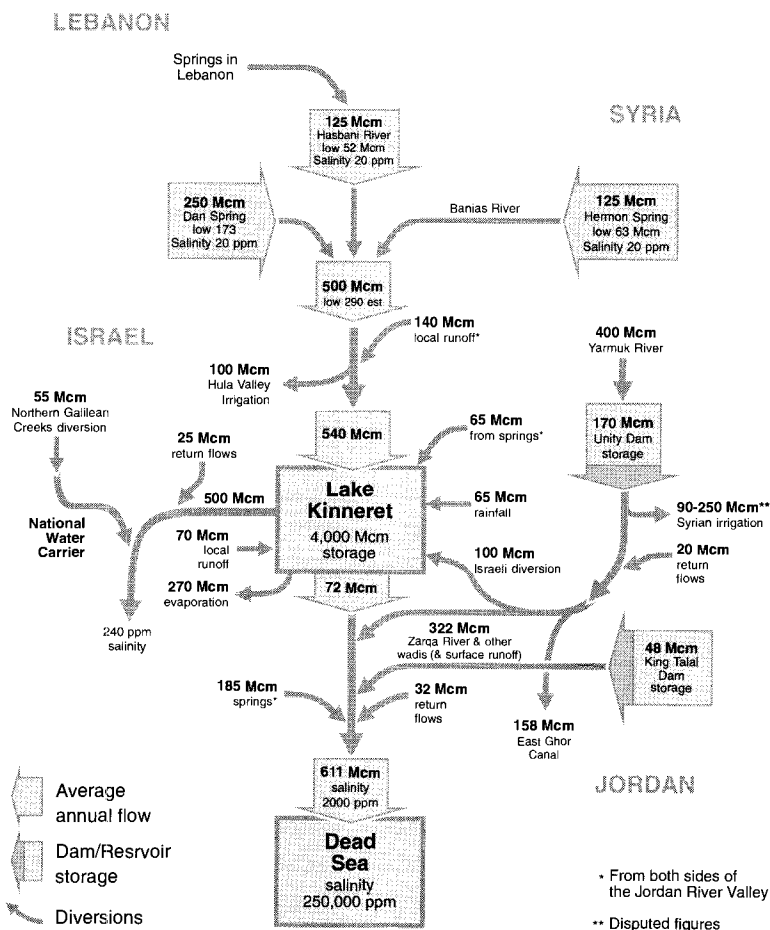 LEBANON
Springs in
Lebanon
125 Mcm
Hasbani River
low 52 Mcm
Salinity 20 ppm
SYRIA
250 Mcm
Dan Spring
low 173
Salinity 20 ppm
Banias River
125 Mcm
Hermon Spring
low 63 Mcm
Salinity 20 ppm
500 Mcm
low 290 est
ISRAEL
140 Mcm
local runoff*
400 Mcm
Yarmuk River
100 Mcm
Hula Valley
Irrigation
55 Mcm
Northern Galilean
Creeks diversion
25 Mcm
return flows
540 Mcm
65 Mcm
from springs*
170 Mcm
Unity Dam
storage
500 Mcm
Lake
Kinneret
4,000 Mcm
storage
65 Mcm
rainfall
90-250 Mcm**
Syrian irrigation
National
Water
Carrier
70 Mcm
local
runoff
100 Mcm
Israeli diversion
20 Mcm
return
flows
270 Mcm
evaporation
72 Mcm
240 ppm
salinity
322 Mcm
Zarqa River & other
wadis (& surface runoff)
48 Mcm
King Talal
Dam
storage
185 Mcm
springs*
32 Mcm
return
flows
158 Mcm
East Ghor
Canal
611 Mcm
salinity
2000 ppm
JORDAN
Average
annual flow
Dead
Sea
salinity
250,000 ppm
Dam/Resrvoir
storage
Diversions
* From both sides of
the Jordan River Valley
** Disputed figures